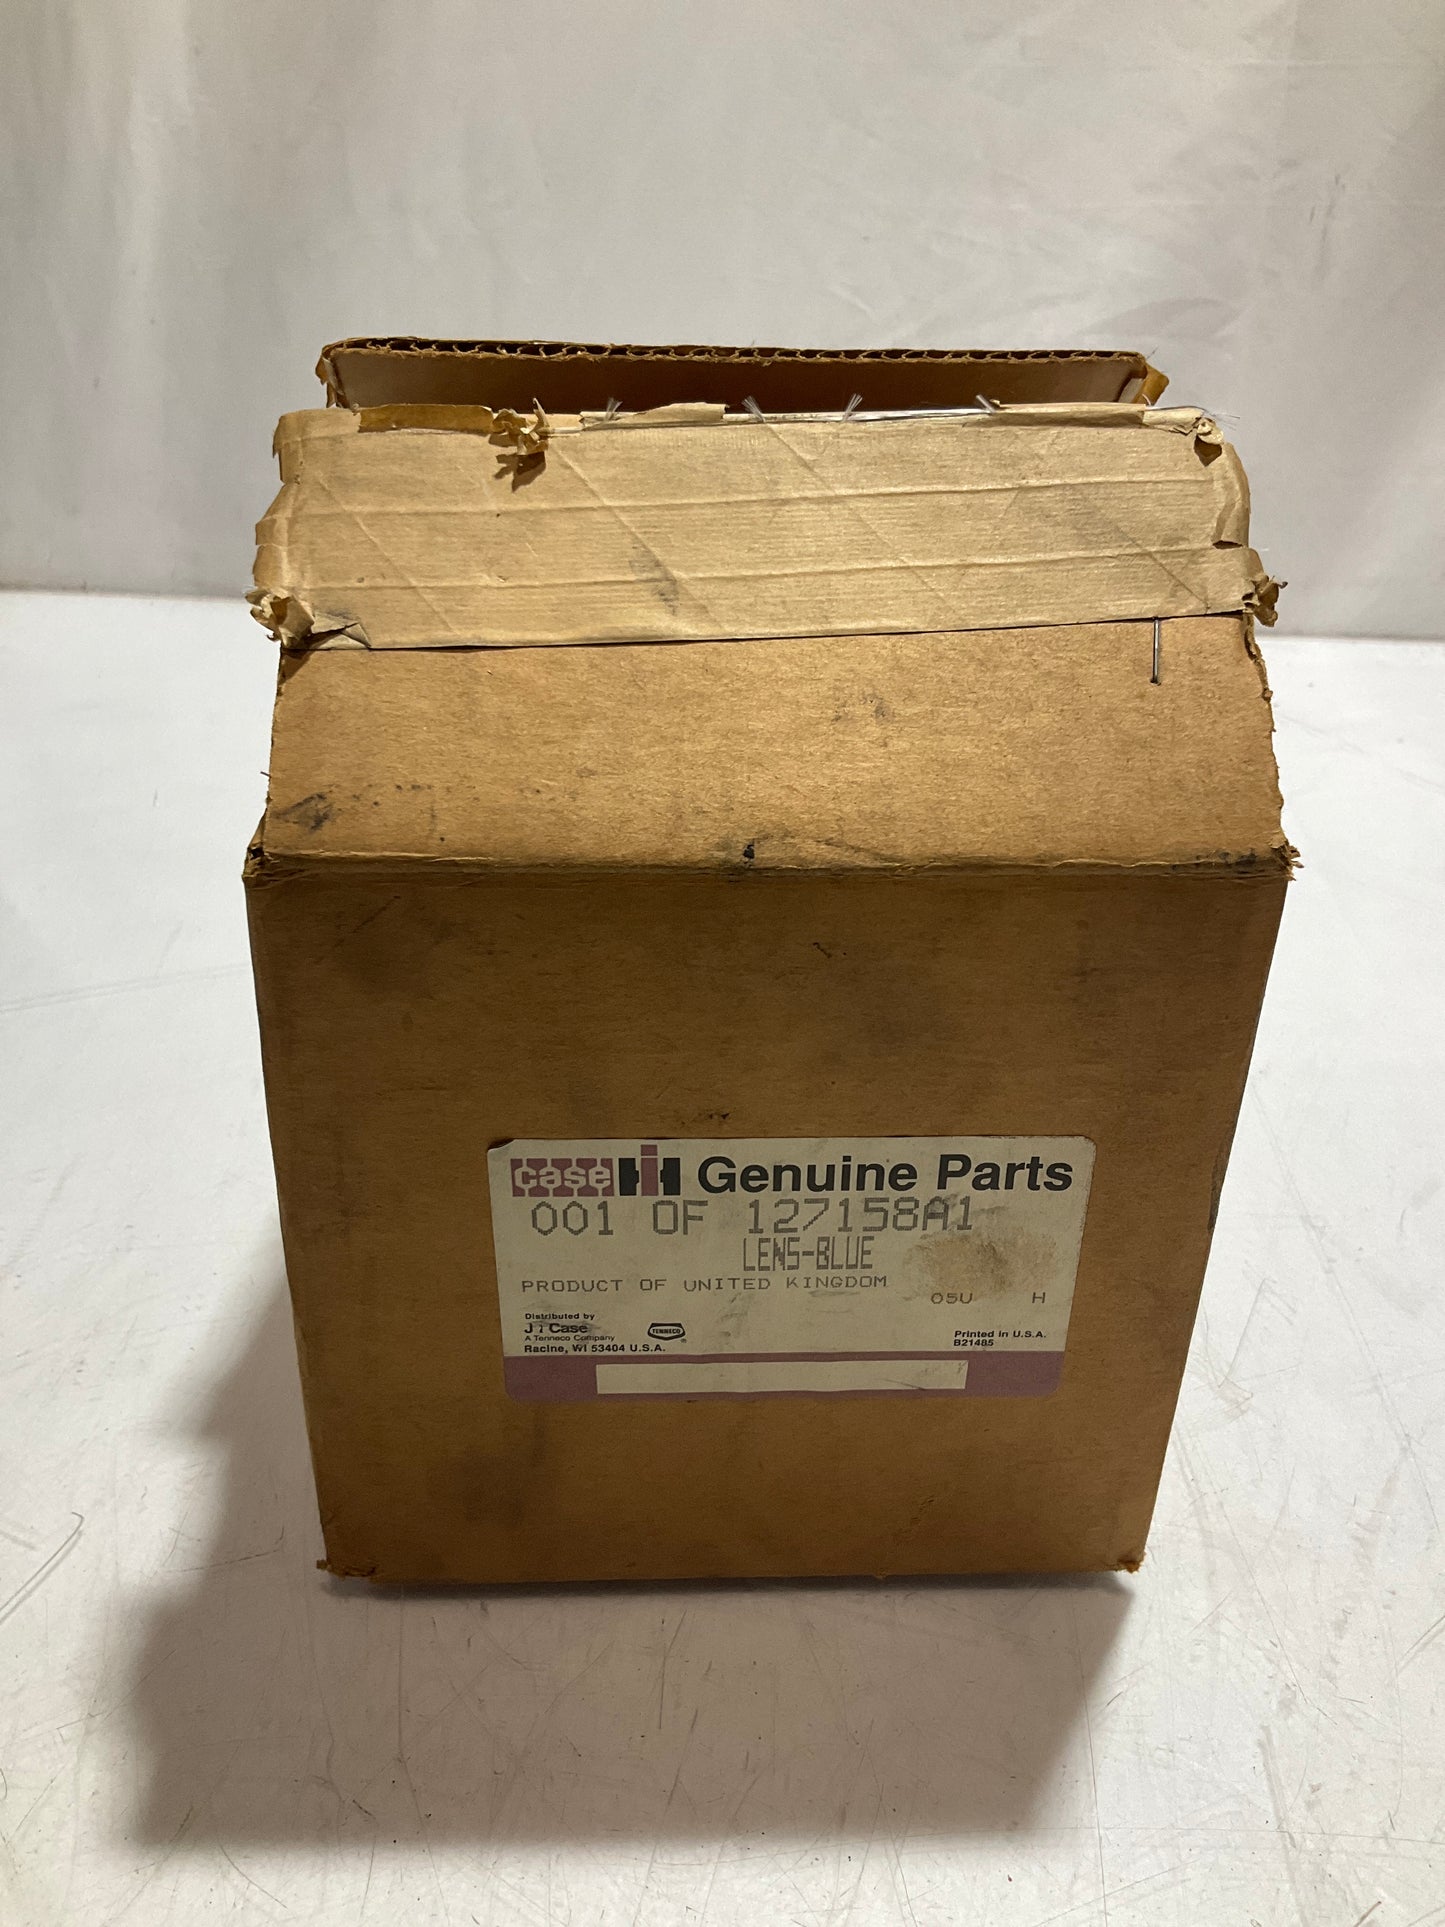 case IH Genuine Parts
001 OF 127158A1
LENS-BLUE
PRODUCT OF UNITED KINGDOM
05U H
Distributed by
J I Case
A Tenneco Company
Racine, WI 53404 U.S.A.
TENNECO
®
Printed in U.S.A.
B21485